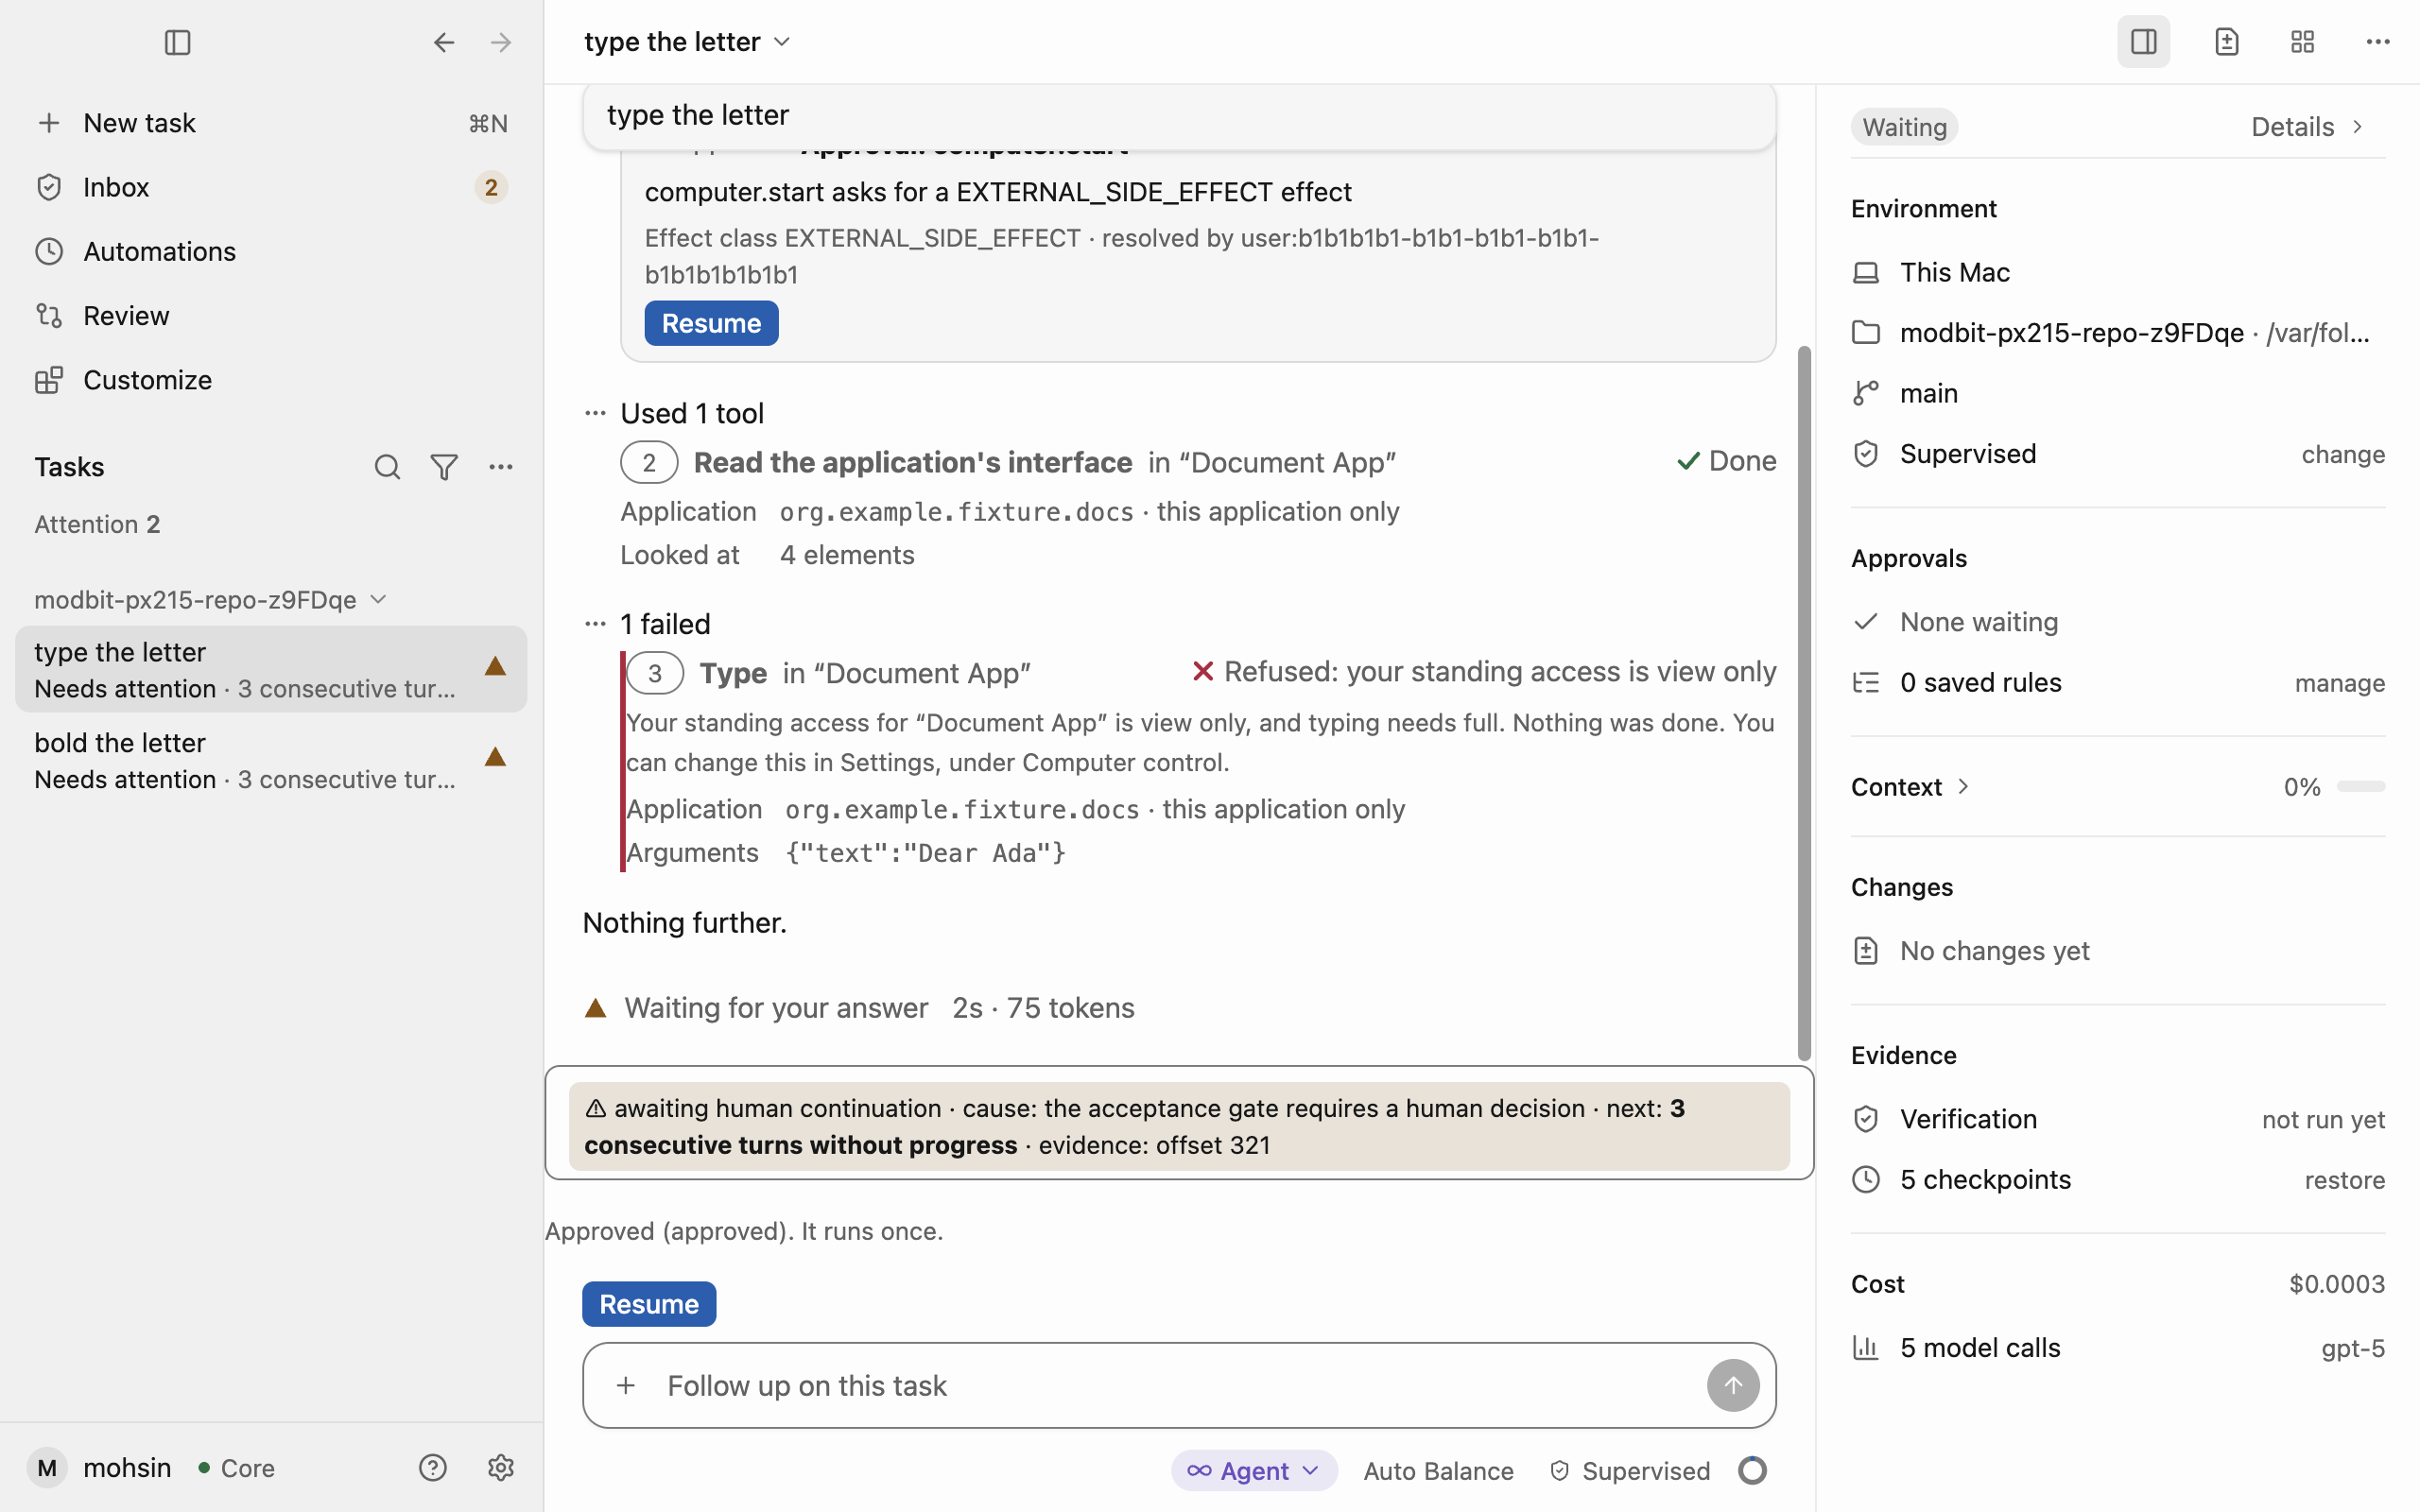 New task ⌘N
Inbox 2
Automations
Review
Customize
Tasks
Attention 2
modbit-px215-repo-z9FDqe
type the letter
Needs attention · 3 consecutive tur...
bold the letter
Needs attention · 3 consecutive tur...
M mohsin Core
type the letter
type the letter
Approval: computer.start
computer.start asks for a EXTERNAL_SIDE_EFFECT effect
Effect class EXTERNAL_SIDE_EFFECT · resolved by user:b1b1b1b1-b1b1-b1b1-b1b1-
b1b1b1b1b1b1
Resume
Used 1 tool
2 Read the application's interface in “Document App” Done
Application org.example.fixture.docs · this application only
Looked at 4 elements
1 failed
3 Type in “Document App” Refused: your standing access is view only
Your standing access for “Document App” is view only, and typing needs full. Nothing was done. You
can change this in Settings, under Computer control.
Application org.example.fixture.docs · this application only
Arguments {"text":"Dear Ada"}
Nothing further.
Waiting for your answer 2s · 75 tokens
awaiting human continuation · cause: the acceptance gate requires a human decision · next: 3
consecutive turns without progress · evidence: offset 321
Approved (approved). It runs once.
Resume
Follow up on this task
Agent Auto Balance Supervised
Waiting Details
Environment
This Mac
modbit-px215-repo-z9FDqe · /var/fol...
main
Supervised change
Approvals
None waiting
0 saved rules manage
Context 0%
Changes
No changes yet
Evidence
Verification not run yet
5 checkpoints restore
Cost $0.0003
5 model calls gpt-5